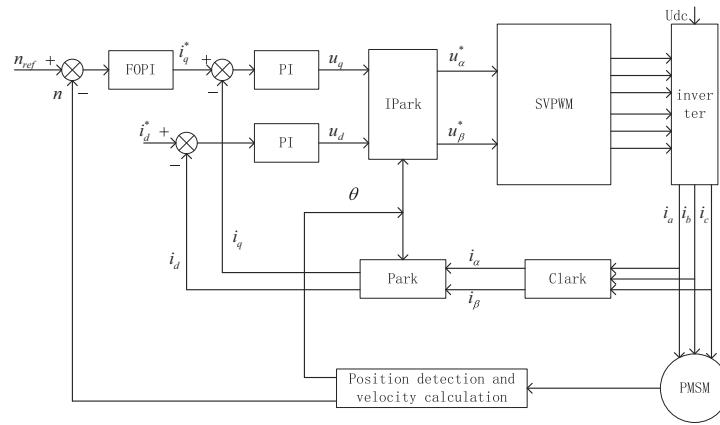 Udc
n_ref + FOPI i_q^* + PI u_q IPark u_α^* SVPWM inver
ter
n − −
i_d^* + PI u_d u_β^*
−
θ
i_a i_b i_c
i_d i_q Park i_α Clark
i_β
Position detection and
velocity calculation
PMSM